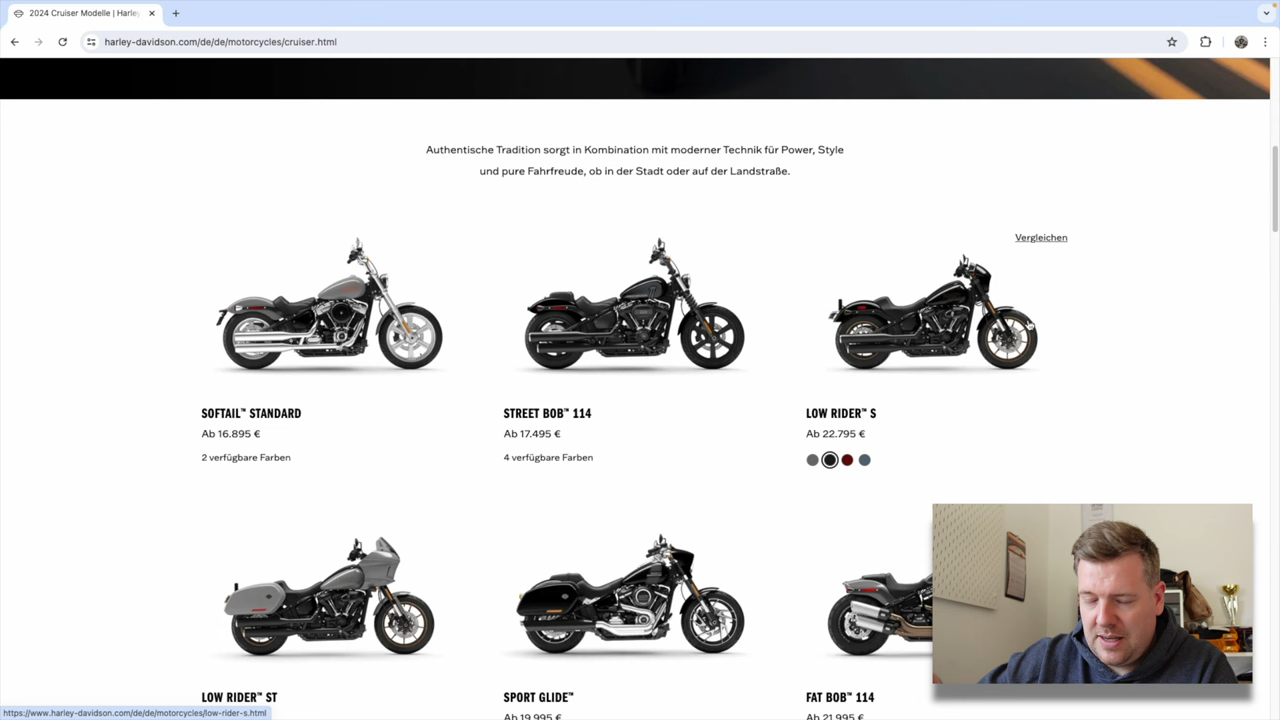 2024 Cruiser Modelle | Harley
harley-davidson.com/de/de/motorcycles/cruiser.html
Authentische Tradition sorgt in Kombination mit moderner Technik für Power, Style
und pure Fahrfreude, ob in der Stadt oder auf der Landstraße.
Vergleichen
SOFTAIL™ STANDARD
Ab 16.895 €
2 verfügbare Farben
STREET BOB™ 114
Ab 17.495 €
4 verfügbare Farben
LOW RIDER™ S
Ab 22.795 €
LOW RIDER™ ST
SPORT GLIDE™
Ab 19.995 €
FAT BOB™ 114
Ab 21.995 €
https://www.harley-davidson.com/de/de/motorcycles/low-rider-s.html